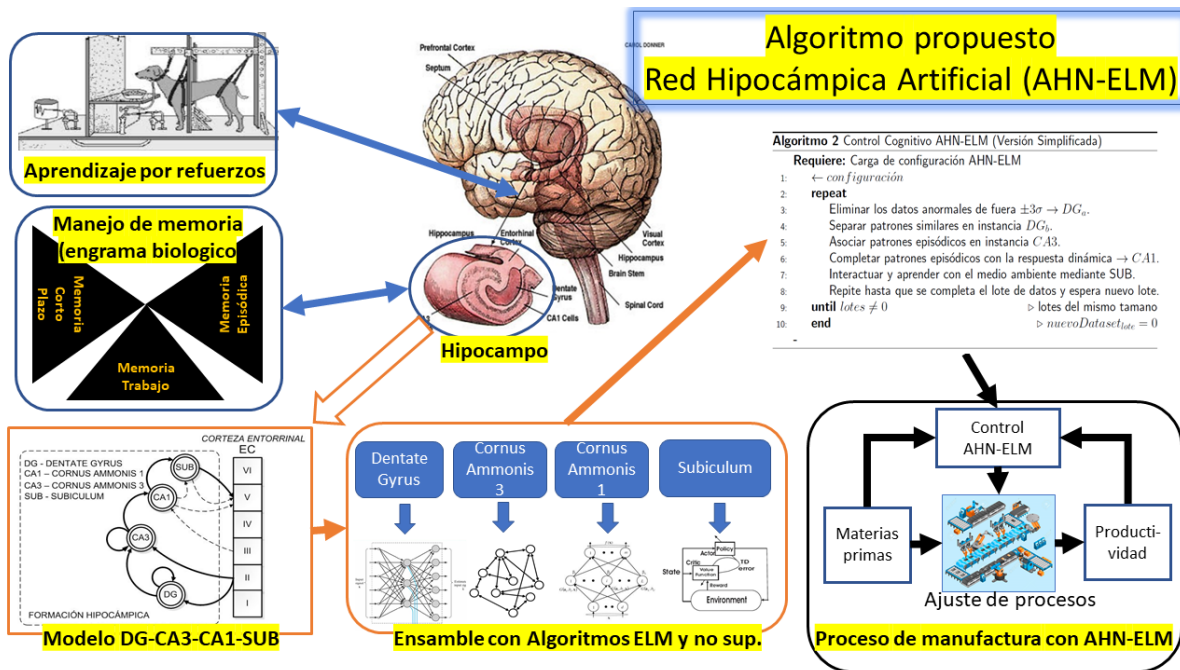 Algoritmo propuesto
Red Hipocámpica Artificial (AHN-ELM)
Aprendizaje por refuerzos
Manejo de memoria
(engrama biologico
Memoria
Corto
Plazo
Memoria
Episódica
Memoria
Trabajo
CAROL DONNER
Prefrontal Cortex
Septum
Hippocampus
Entorhinal
Cortex
Visual
Cortex
Hippocampus
Brain Stem
Dentate
Gyrus
Spinal Cord
CA1 Cells
Hipocampo
Algoritmo 2 Control Cognitivo AHN-ELM (Versión Simplificada)
Requiere: Carga de configuración AHN-ELM
1: ← configuración
2: repeat
3: Eliminar los datos anormales de fuera ±3σ → DGₐ.
4: Separar patrones similares en instancia DG_b.
5: Asociar patrones episódicos en instancia CA3.
6: Completar patrones episódicos con la respuesta dinámica → CA1.
7: Interactuar y aprender con el medio ambiente mediante SUB.
8: Repite hasta que se completa el lote de datos y espera nuevo lote.
9: until lotes ≠ 0 ▷ lotes del mismo tamano
10: end ▷ nuevoDataset_lote = 0
-
CORTEZA ENTORRINAL
EC
DG - DENTATE GYRUS
CA1 – CORNUS AMMONIS 1
CA3 – CORNUS AMMONIS 3
SUB - SUBICULUM
SUB
CA1
CA3
DG
VI
V
IV
III
II
I
FORMACIÓN HIPOCÁMPICA
Modelo DG-CA3-CA1-SUB
Dentate
Gyrus
Cornus
Ammonis
3
Cornus
Ammonis
1
Subiculum
Policy
Actor
Critic
TD
error
State
Value
Function
Reward
Environment
Ensamble con Algoritmos ELM y no sup.
Control
AHN-ELM
Materias
primas
Producti-
vidad
Ajuste de procesos
Proceso de manufactura con AHN-ELM